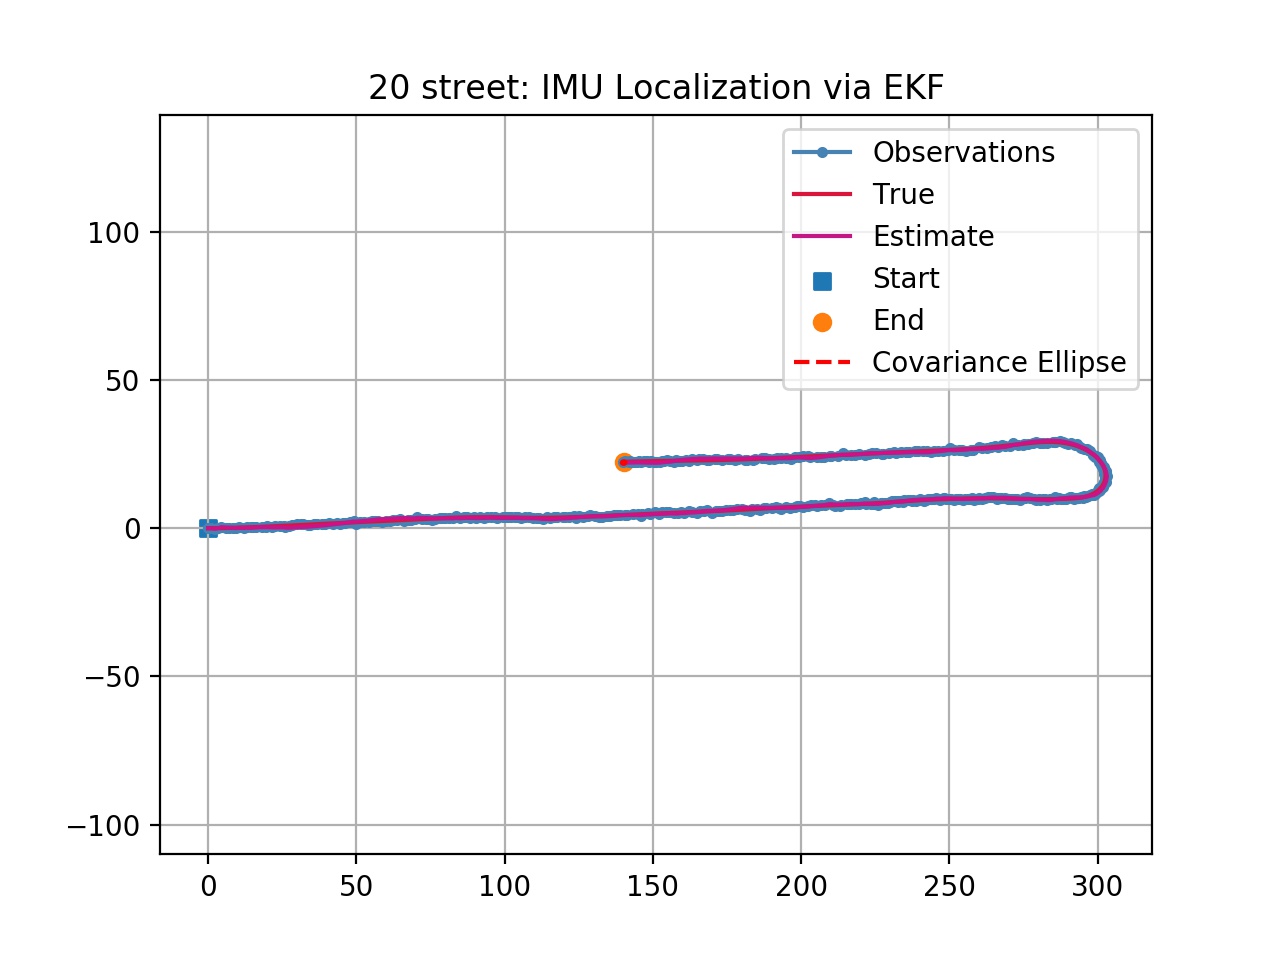 20 street: IMU Localization via EKF
Observations
True
Estimate
Start
End
Covariance Ellipse
100
50
0
−50
−100
0 50 100 150 200 250 300